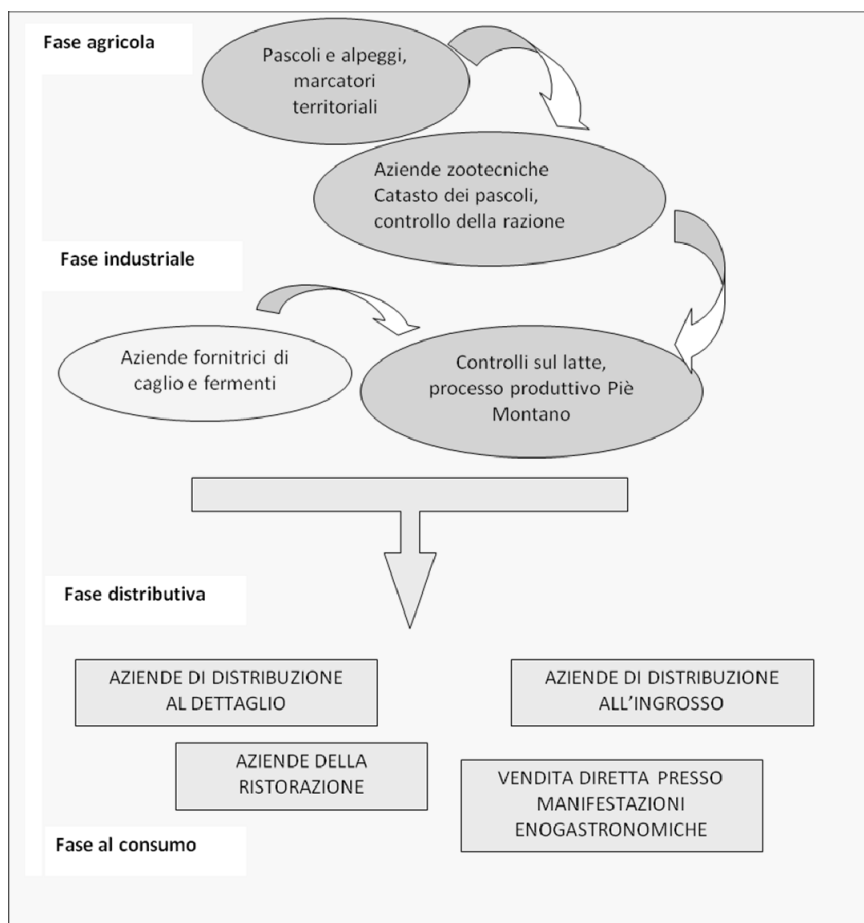 Fase agricola
Pascoli e alpeggi,
marcatori
territoriali
Aziende zootecniche
Catasto dei pascoli,
controllo della razione
Fase industriale
Aziende fornitrici di
caglio e fermenti
Controlli sul latte,
processo produttivo Piè
Montano
Fase distributiva
AZIENDE DI DISTRIBUZIONE
AL DETTAGLIO
AZIENDE DI DISTRIBUZIONE
ALL'INGROSSO
AZIENDE DELLA
RISTORAZIONE
VENDITA DIRETTA PRESSO
MANIFESTAZIONI
ENOGASTRONOMICHE
Fase al consumo